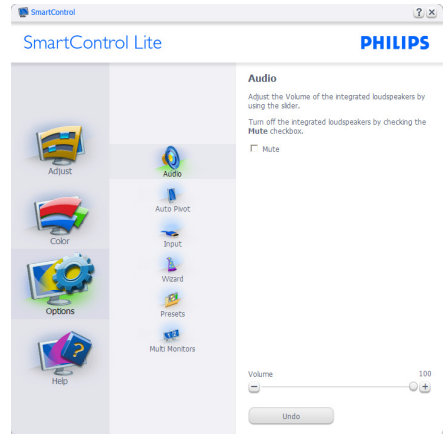 SmartControl
? ×
SmartControl Lite
PHILIPS
Adjust
Color
Options
Help
Audio
Auto Pivot
Input
Wizard
Presets
Multi Monitors
Audio
Adjust the Volume of the integrated loudspeakers by
using the slider.
Turn off the integrated loudspeakers by checking the
Mute checkbox.
Mute
Volume 100
Undo